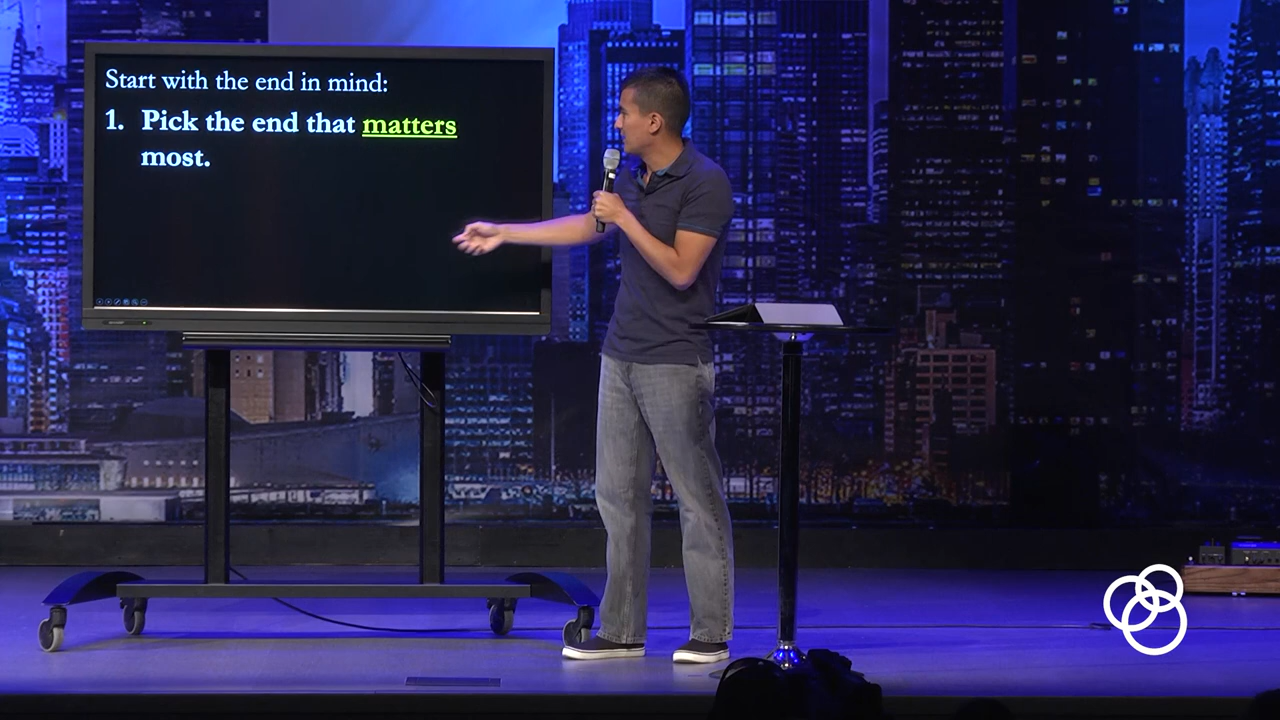 Start with the end in mind:
1. Pick the end that matters
most.